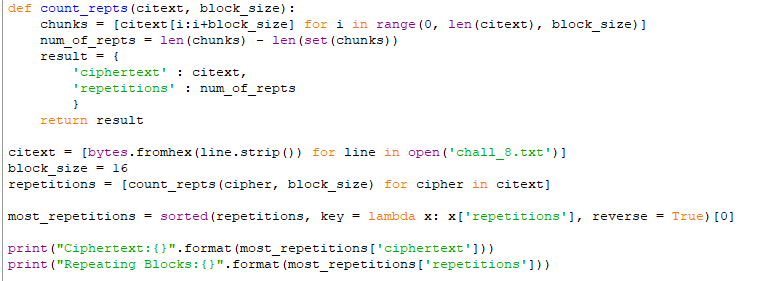 def count_repts(citext, block_size):
    chunks = [citext[i:i+block_size] for i in range(0, len(citext), block_size)]
    num_of_repts = len(chunks) - len(set(chunks))
    result = {
        'ciphertext' : citext,
        'repetitions' : num_of_repts
        }
    return result

citext = [bytes.fromhex(line.strip()) for line in open('chall_8.txt')]
block_size = 16
repetitions = [count_repts(cipher, block_size) for cipher in citext]

most_repetitions = sorted(repetitions, key = lambda x: x['repetitions'], reverse = True)[0]

print("Ciphertext:{}".format(most_repetitions['ciphertext']))
print("Repeating Blocks:{}".format(most_repetitions['repetitions']))